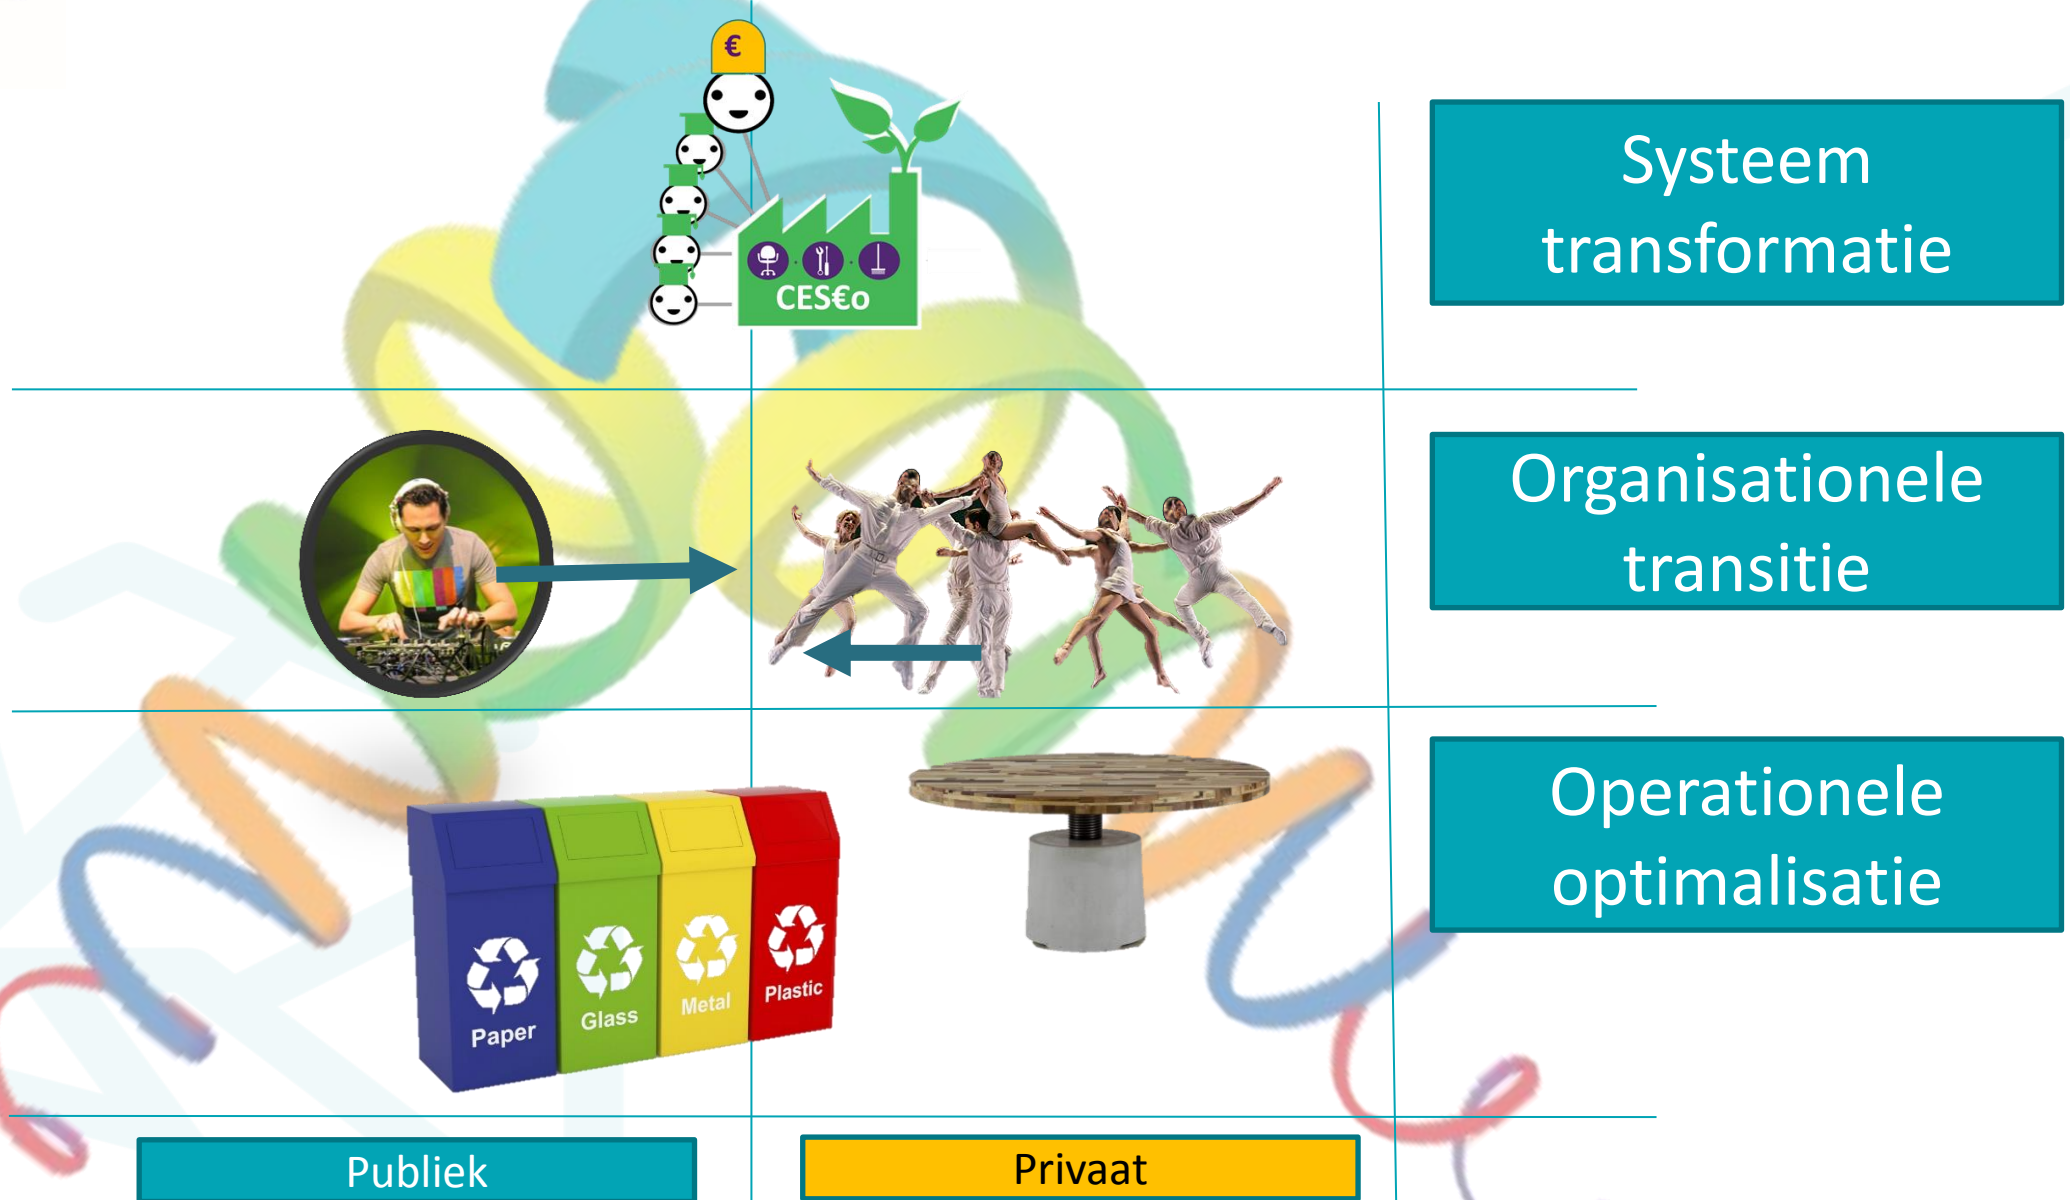 €
CES€o
Systeem
transformatie
Organisationele
transitie
Operationele
optimalisatie
Paper
Glass
Metal
Plastic
Publiek
Privaat